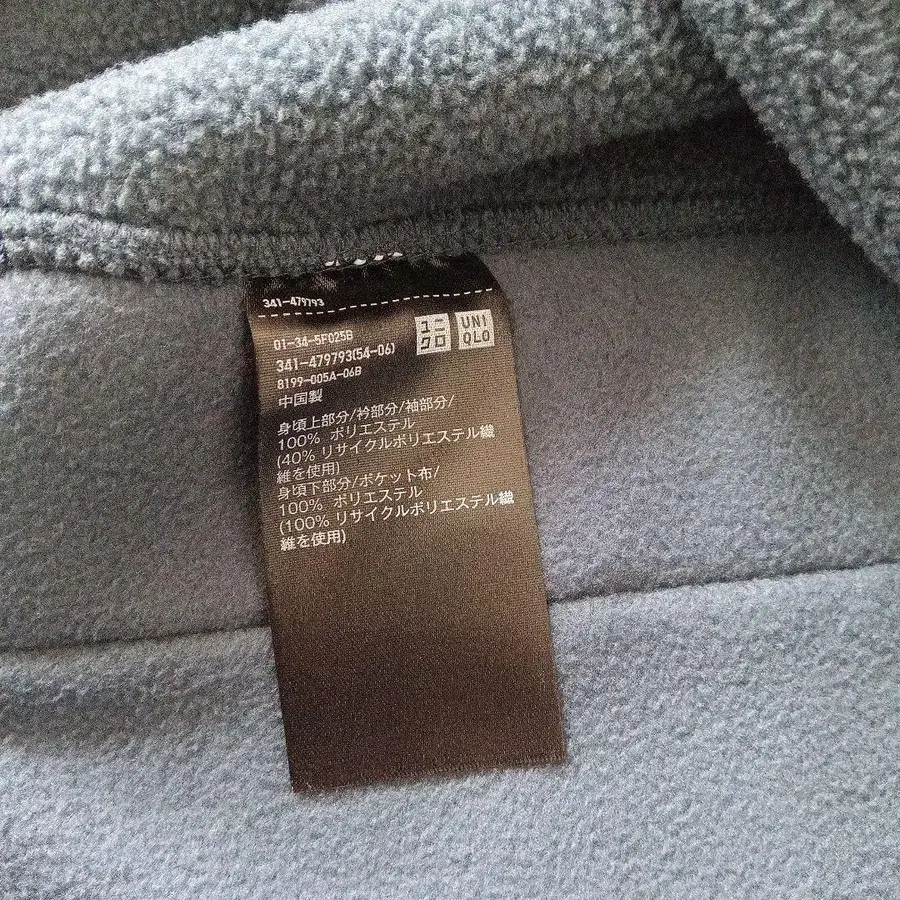 341-479793
01-34-5F025B
341-479793(54-06)
8199-005A-06B
中国製
ユニ
クロ
UNI
QLO
身頃上部分/衿部分/袖部分/
100% ポリエステル
(40% リサイクルポリエステル繊
維を使用)
身頃下部分/ポケット布/
100% ポリエステル
(100% リサイクルポリエステル繊
維を使用)